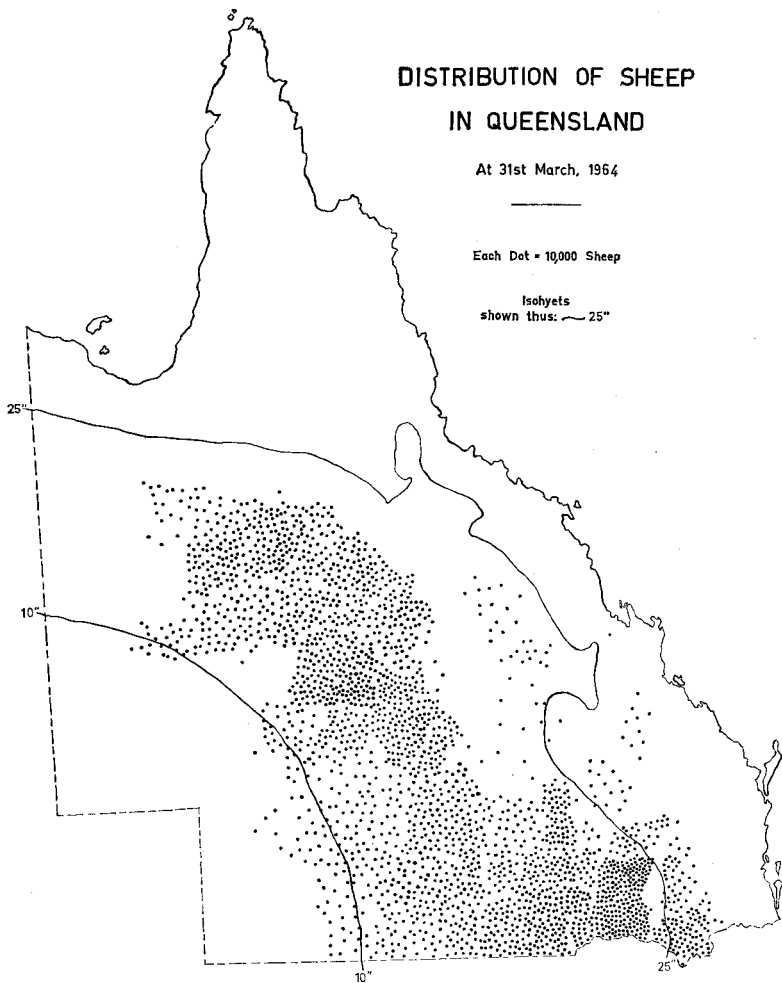 DISTRIBUTION OF SHEEP
IN QUEENSLAND
At 31st March, 1964
Each Dot = 10,000 Sheep
Isohyets
shown thus: 25"
25"
10"
10"
25"